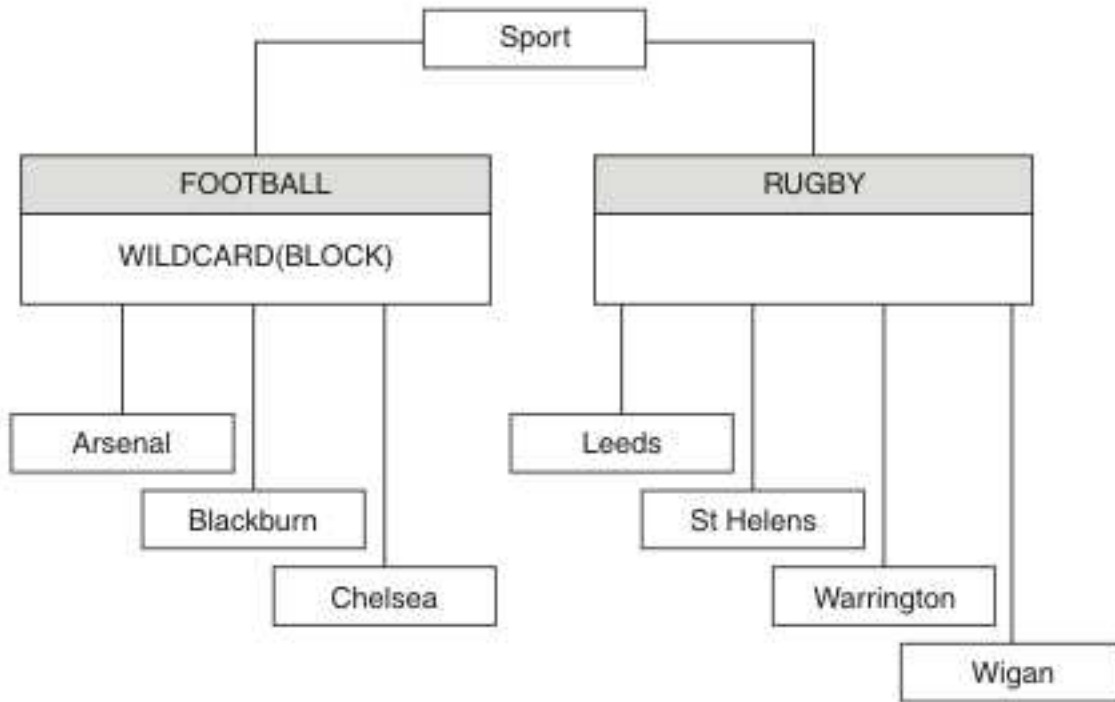 Sport
FOOTBALL
RUGBY
WILDCARD(BLOCK)
Arsenal
Leeds
Blackburn
St Helens
Chelsea
Warrington
Wigan